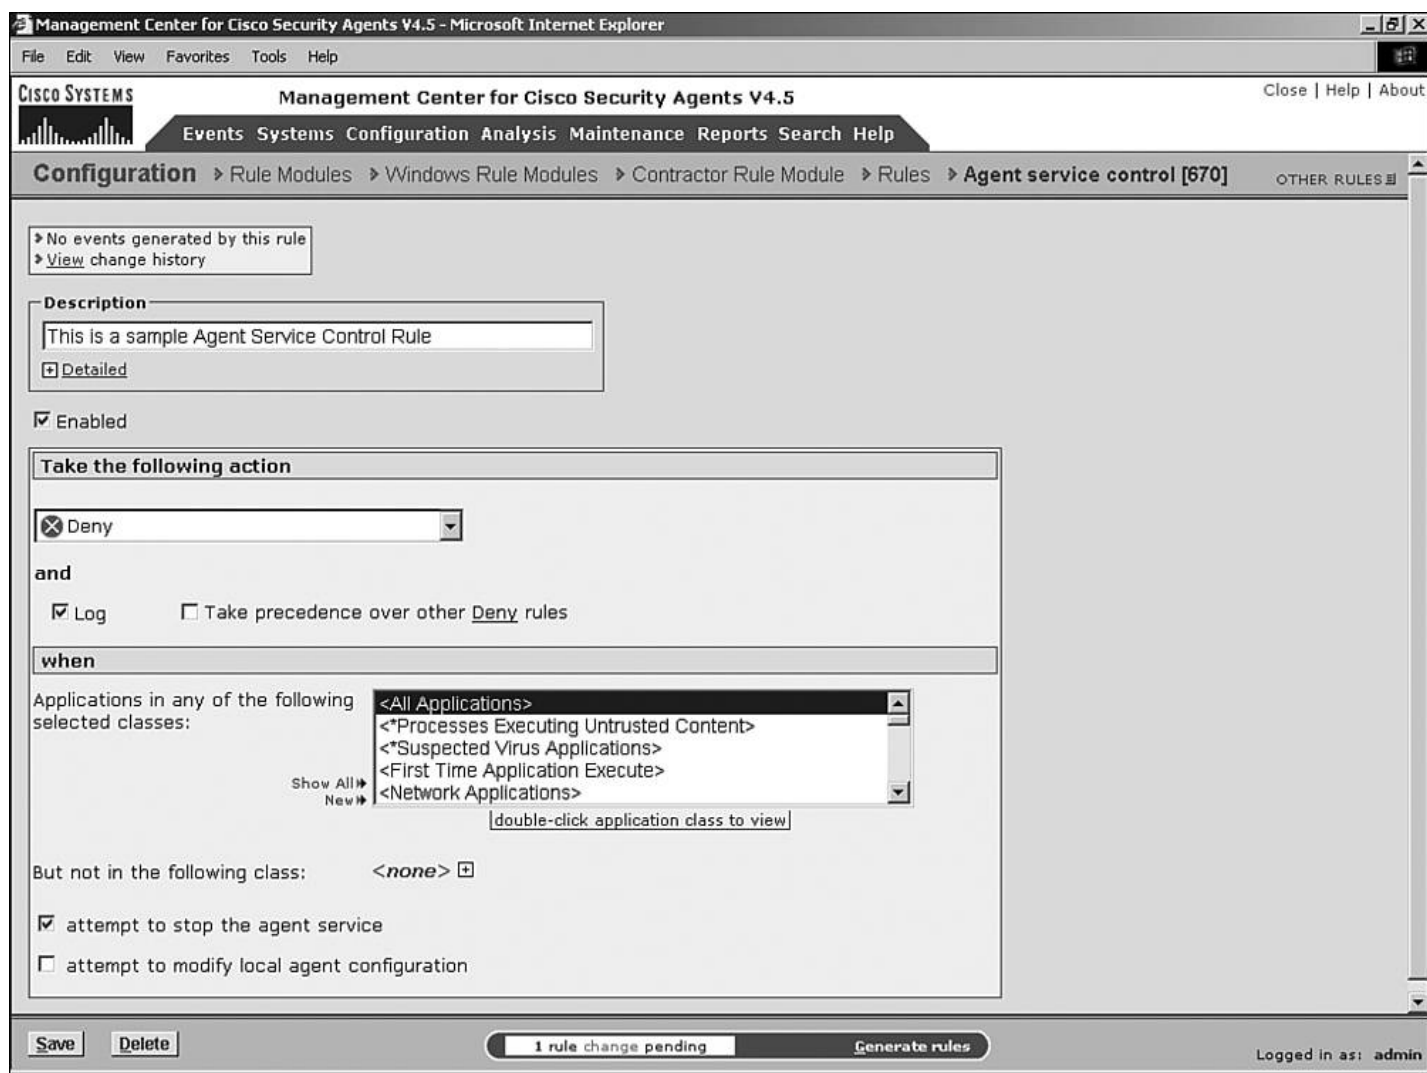 Management Center for Cisco Security Agents V4.5 - Microsoft Internet Explorer
File Edit View Favorites Tools Help
CISCO SYSTEMS
Management Center for Cisco Security Agents V4.5
Close | Help | About
Events Systems Configuration Analysis Maintenance Reports Search Help
Configuration Rule Modules Windows Rule Modules Contractor Rule Module Rules Agent service control [670]
OTHER RULES
No events generated by this rule
View change history
Description
This is a sample Agent Service Control Rule
Detailed
Enabled
Take the following action
Deny
and
Log Take precedence over other Deny rules
when
Applications in any of the following
selected classes:
<All Applications>
<*Processes Executing Untrusted Content>
<*Suspected Virus Applications>
<First Time Application Execute>
<Network Applications>
Show All
New
double-click application class to view
But not in the following class: <none>
attempt to stop the agent service
attempt to modify local agent configuration
Save Delete
1 rule change pending
Generate rules
Logged in as: admin